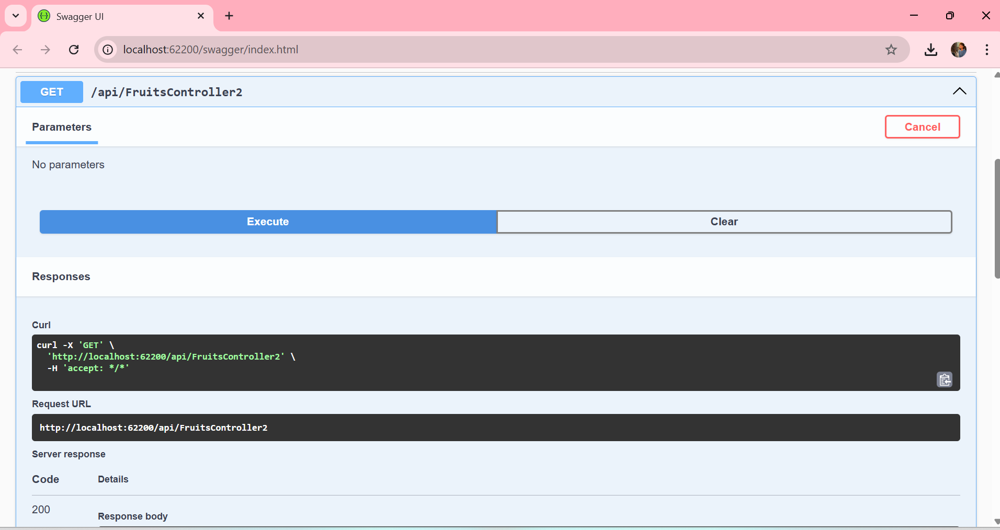 Swagger UI
localhost:62200/swagger/index.html
GET /api/FruitsController2
Parameters
Cancel
No parameters
Execute
Clear
Responses
Curl
curl -X 'GET' \
'http://localhost:62200/api/FruitsController2' \
-H 'accept: */*'
Request URL
http://localhost:62200/api/FruitsController2
Server response
Code Details
200
Response body